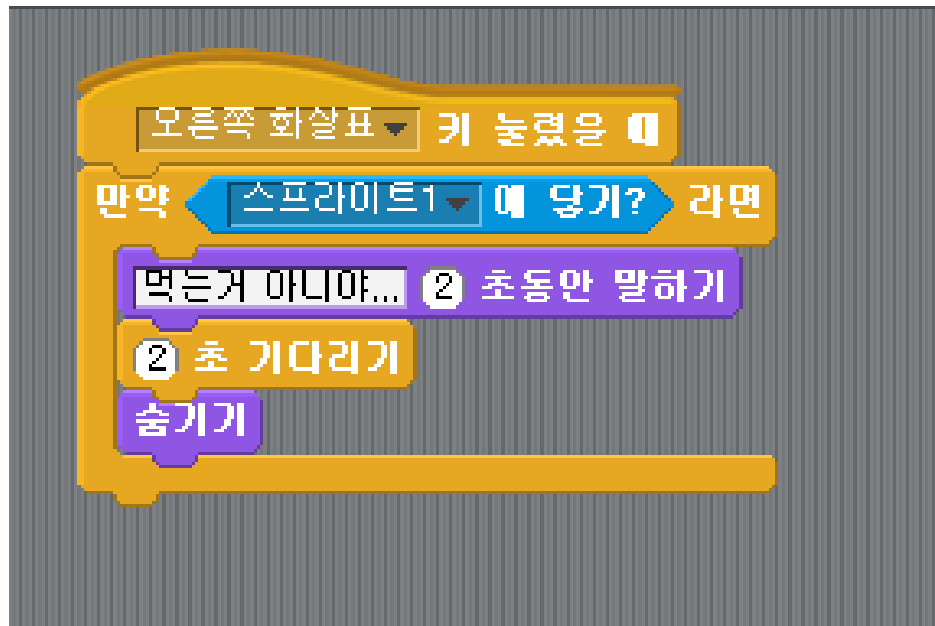 오른쪽 화살표 키 눌렸을 때
만약 스프라이트1 에 닿기? 라면
먹는거 아니야... 2 초동안 말하기
2 초 기다리기
숨기기